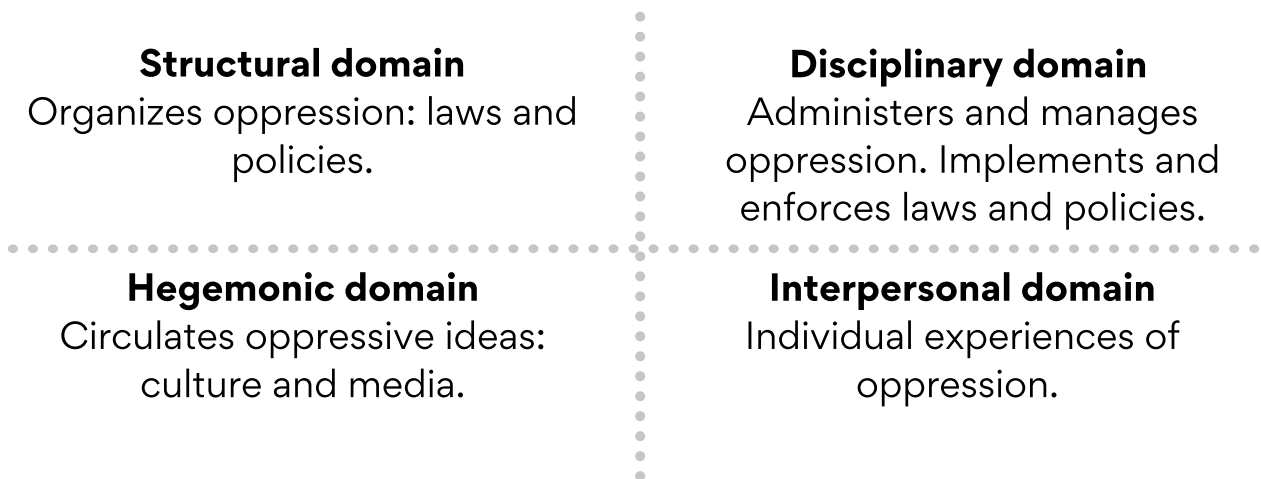 Structural domain
Organizes oppression: laws and
policies.
Disciplinary domain
Administers and manages
oppression. Implements and
enforces laws and policies.
Hegemonic domain
Circulates oppressive ideas:
culture and media.
Interpersonal domain
Individual experiences of
oppression.